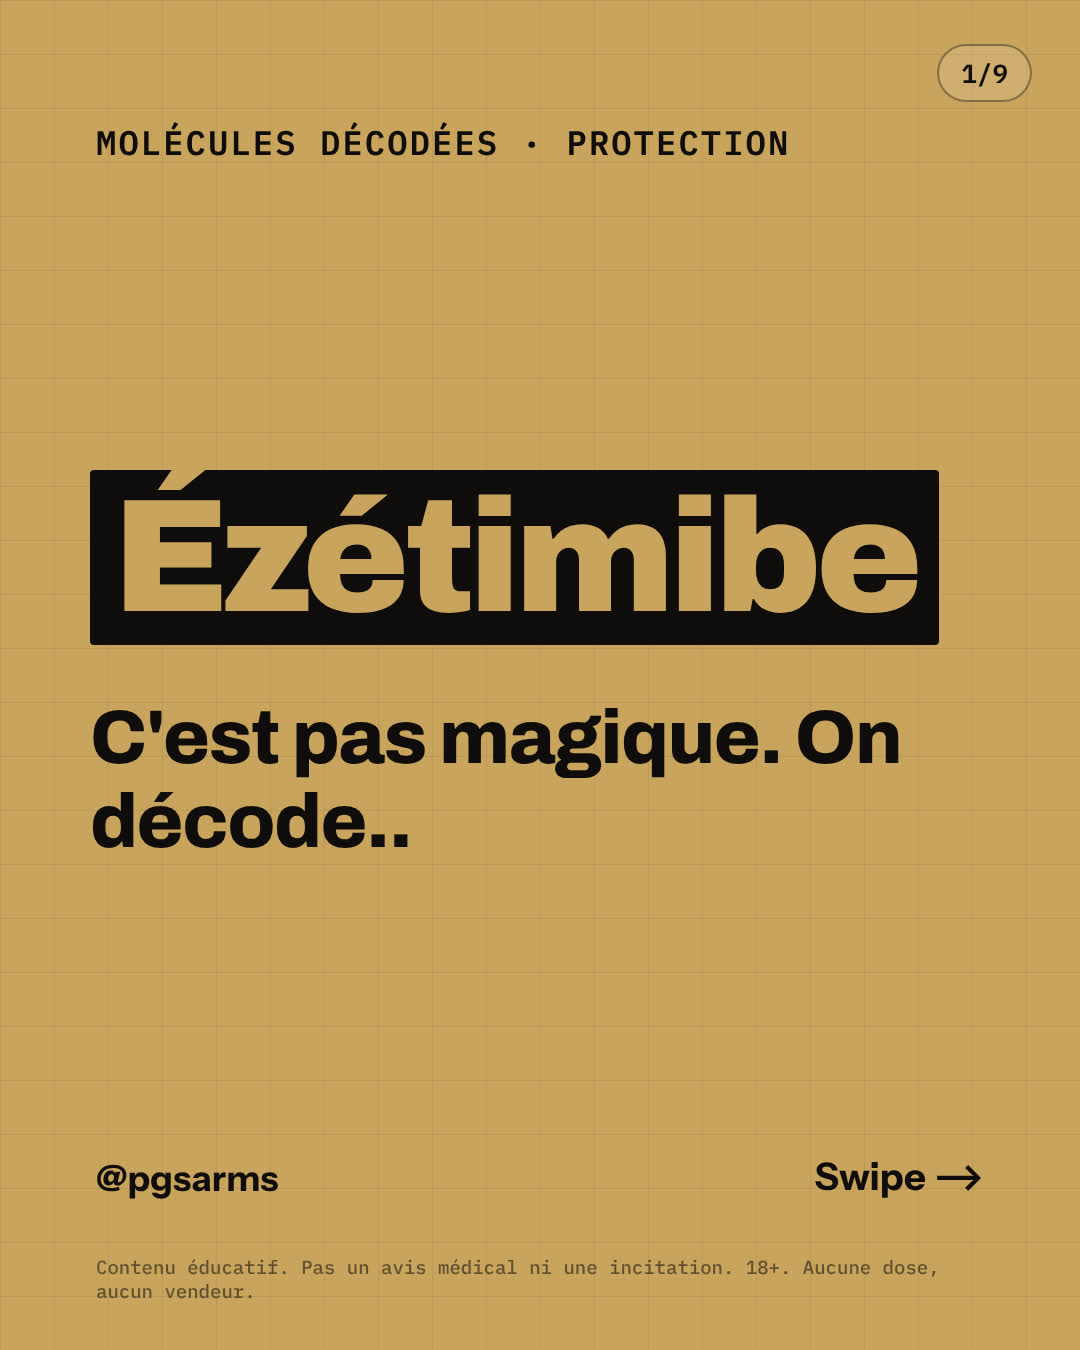 1/9
MOLÉCULES DÉCODÉES · PROTECTION
Ézétimibe
C'est pas magique. On
décode..
@pgsarms
Swipe →
Contenu éducatif. Pas un avis médical ni une incitation. 18+. Aucune dose,
aucun vendeur.